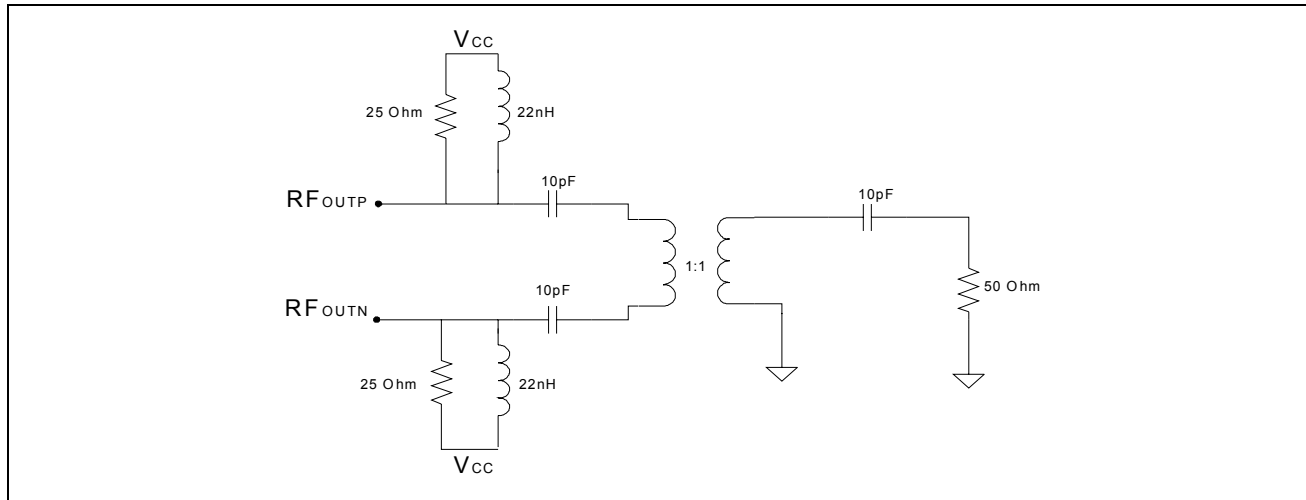 VCC
25 Ohm
22nH
10pF
10pF
RFOUTP
1:1
50 Ohm
10pF
RFOUTN
25 Ohm
22nH
VCC